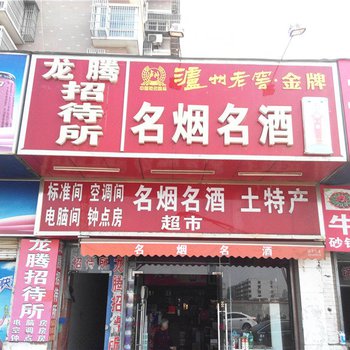 龙腾
招待所
泸州老窖·金牌
名烟名酒
标准间 空调间
电脑间 钟点房
名烟名酒 土特产
超市
名烟名酒
龙腾招待所
牛